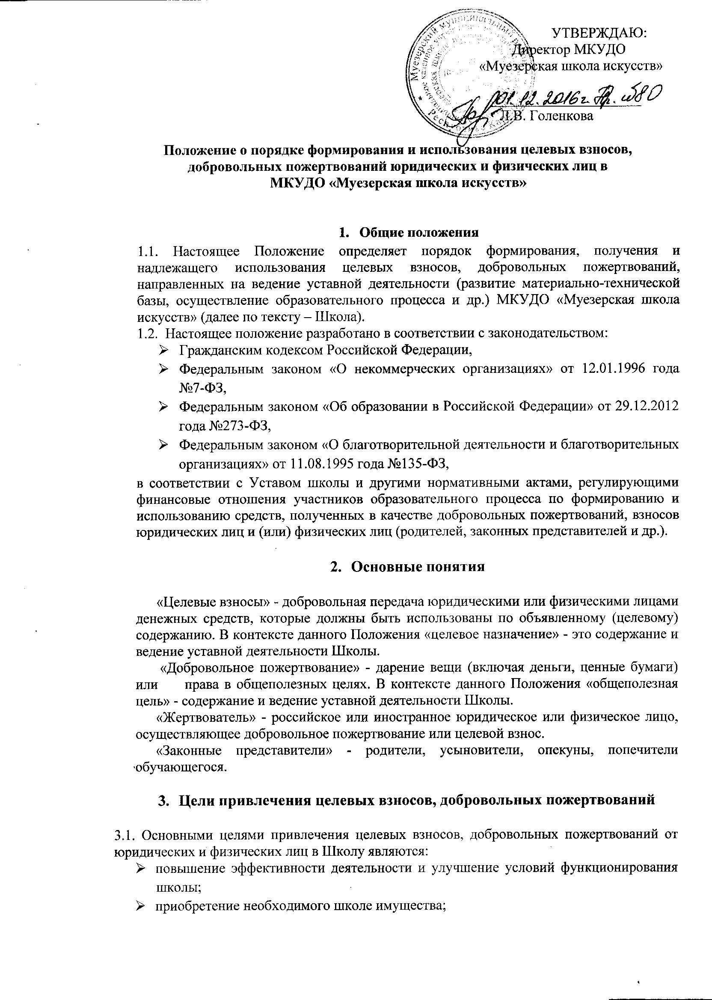 УТВЕРЖДАЮ:
Директор МКУДО
«Муезерская школа искусств»
01.12.2016г. Пр. №80
Л.В. Голенкова
Муезерский муниципальный
Положение о порядке формирования и использования целевых взносов,
добровольных пожертвований юридических и физических лиц в
МКУДО «Муезерская школа искусств»
1. Общие положения
1.1. Настоящее Положение определяет порядок формирования, получения и
надлежащего использования целевых взносов, добровольных пожертвований,
направленных на ведение уставной деятельности (развитие материально-технической
базы, осуществление образовательного процесса и др.) МКУДО «Муезерская школа
искусств» (далее по тексту – Школа).
1.2. Настоящее положение разработано в соответствии с законодательством:
➢ Гражданским кодексом Российской Федерации,
➢ Федеральным законом «О некоммерческих организациях» от 12.01.1996 года
№7-ФЗ,
➢ Федеральным законом «Об образовании в Российской Федерации» от 29.12.2012
года №273-ФЗ,
➢ Федеральным законом «О благотворительной деятельности и благотворительных
организациях» от 11.08.1995 года №135-ФЗ,
в соответствии с Уставом школы и другими нормативными актами, регулирующими
финансовые отношения участников образовательного процесса по формированию и
использованию средств, полученных в качестве добровольных пожертвований, взносов
юридических лиц и (или) физических лиц (родителей, законных представителей и др.).
2. Основные понятия
«Целевые взносы» - добровольная передача юридическими или физическими лицами
денежных средств, которые должны быть использованы по объявленному (целевому)
содержанию. В контексте данного Положения «целевое назначение» - это содержание и
ведение уставной деятельности Школы.
«Добровольное пожертвование» - дарение вещи (включая деньги, ценные бумаги)
или права в общеполезных целях. В контексте данного Положения «общеполезная
цель» - содержание и ведение уставной деятельности Школы.
«Жертвователь» - российское или иностранное юридическое или физическое лицо,
осуществляющее добровольное пожертвование или целевой взнос.
«Законные представители» - родители, усыновители, опекуны, попечители
обучающегося.
3. Цели привлечения целевых взносов, добровольных пожертвований
3.1. Основными целями привлечения целевых взносов, добровольных пожертвований от
юридических и физических лиц в Школу являются:
➢ повышение эффективности деятельности и улучшение условий функционирования
школы;
➢ приобретение необходимого школе имущества;